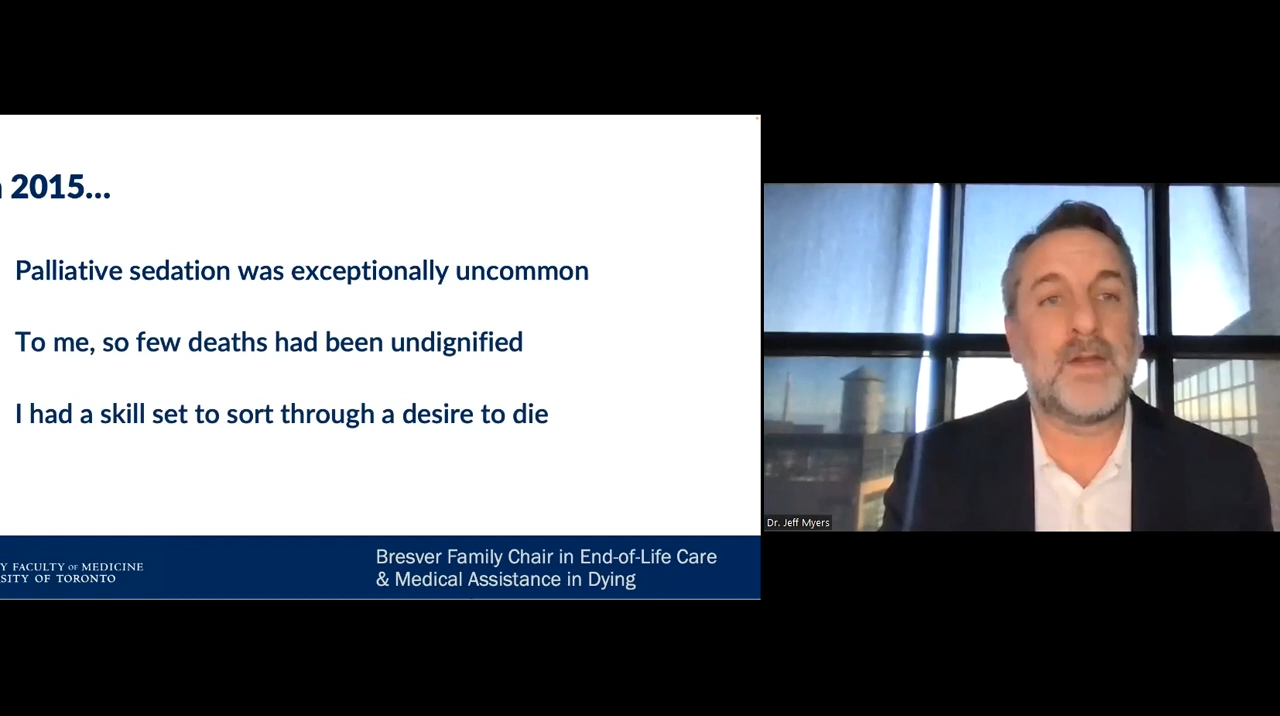 2015...
Palliative sedation was exceptionally uncommon
To me, so few deaths had been undignified
I had a skill set to sort through a desire to die
Y FACULTY OF MEDICINE
SITY OF TORONTO
Bresver Family Chair in End-of-Life Care
& Medical Assistance in Dying
Dr. Jeff Myers